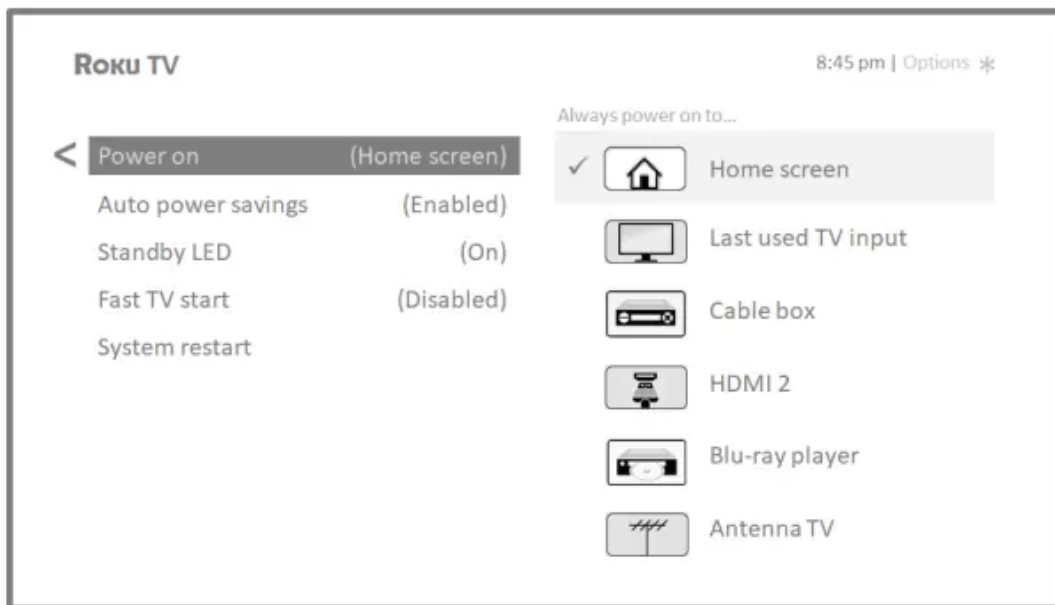 Roku TV
8:45 pm | Options *
Always power on to...
< Power on (Home screen)
Auto power savings (Enabled)
Standby LED (On)
Fast TV start (Disabled)
System restart
✓ Home screen
Last used TV input
Cable box
HDMI 2
Blu-ray player
Antenna TV